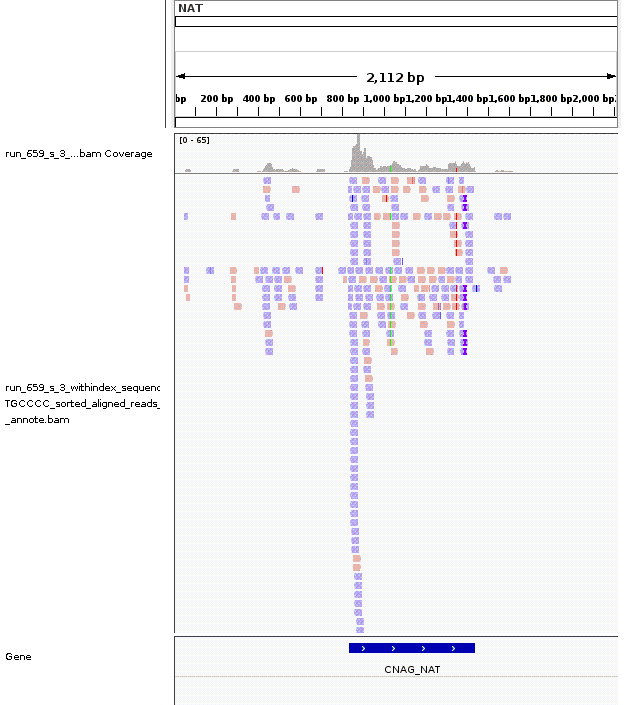 NAT
2,112 bp
bp 200 bp 400 bp 600 bp 800 bp 1,000 bp 1,200 bp 1,400 bp 1,600 bp 1,800 bp 2,000 bp
run_659_s_3_...bam Coverage
[0 - 65]
run_659_s_3_withindex_sequenc
TGCCCC_sorted_aligned_reads_
_annote.bam
Gene
CNAG_NAT